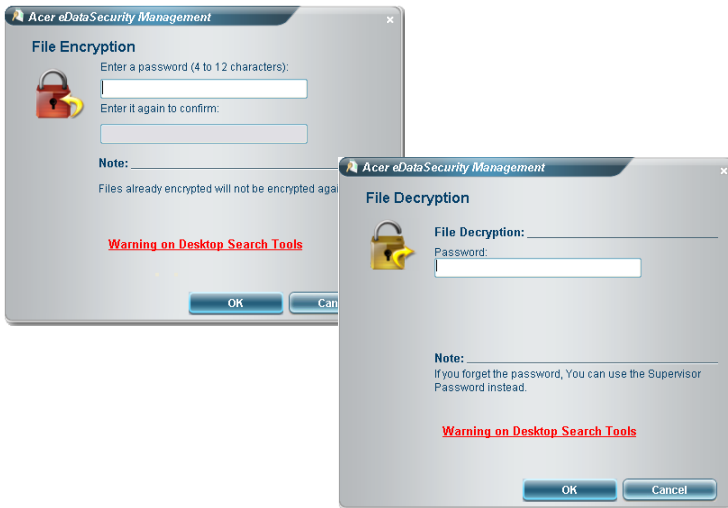 Acer eDataSecurity Management
File Encryption
Enter a password (4 to 12 characters):
Enter it again to confirm:
Note:
Files already encrypted will not be encrypted agai
Warning on Desktop Search Tools
OK
Can
Acer eDataSecurity Management
File Decryption
File Decryption:
Password:
Note:
If you forget the password, You can use the Supervisor
Password instead.
Warning on Desktop Search Tools
OK
Cancel